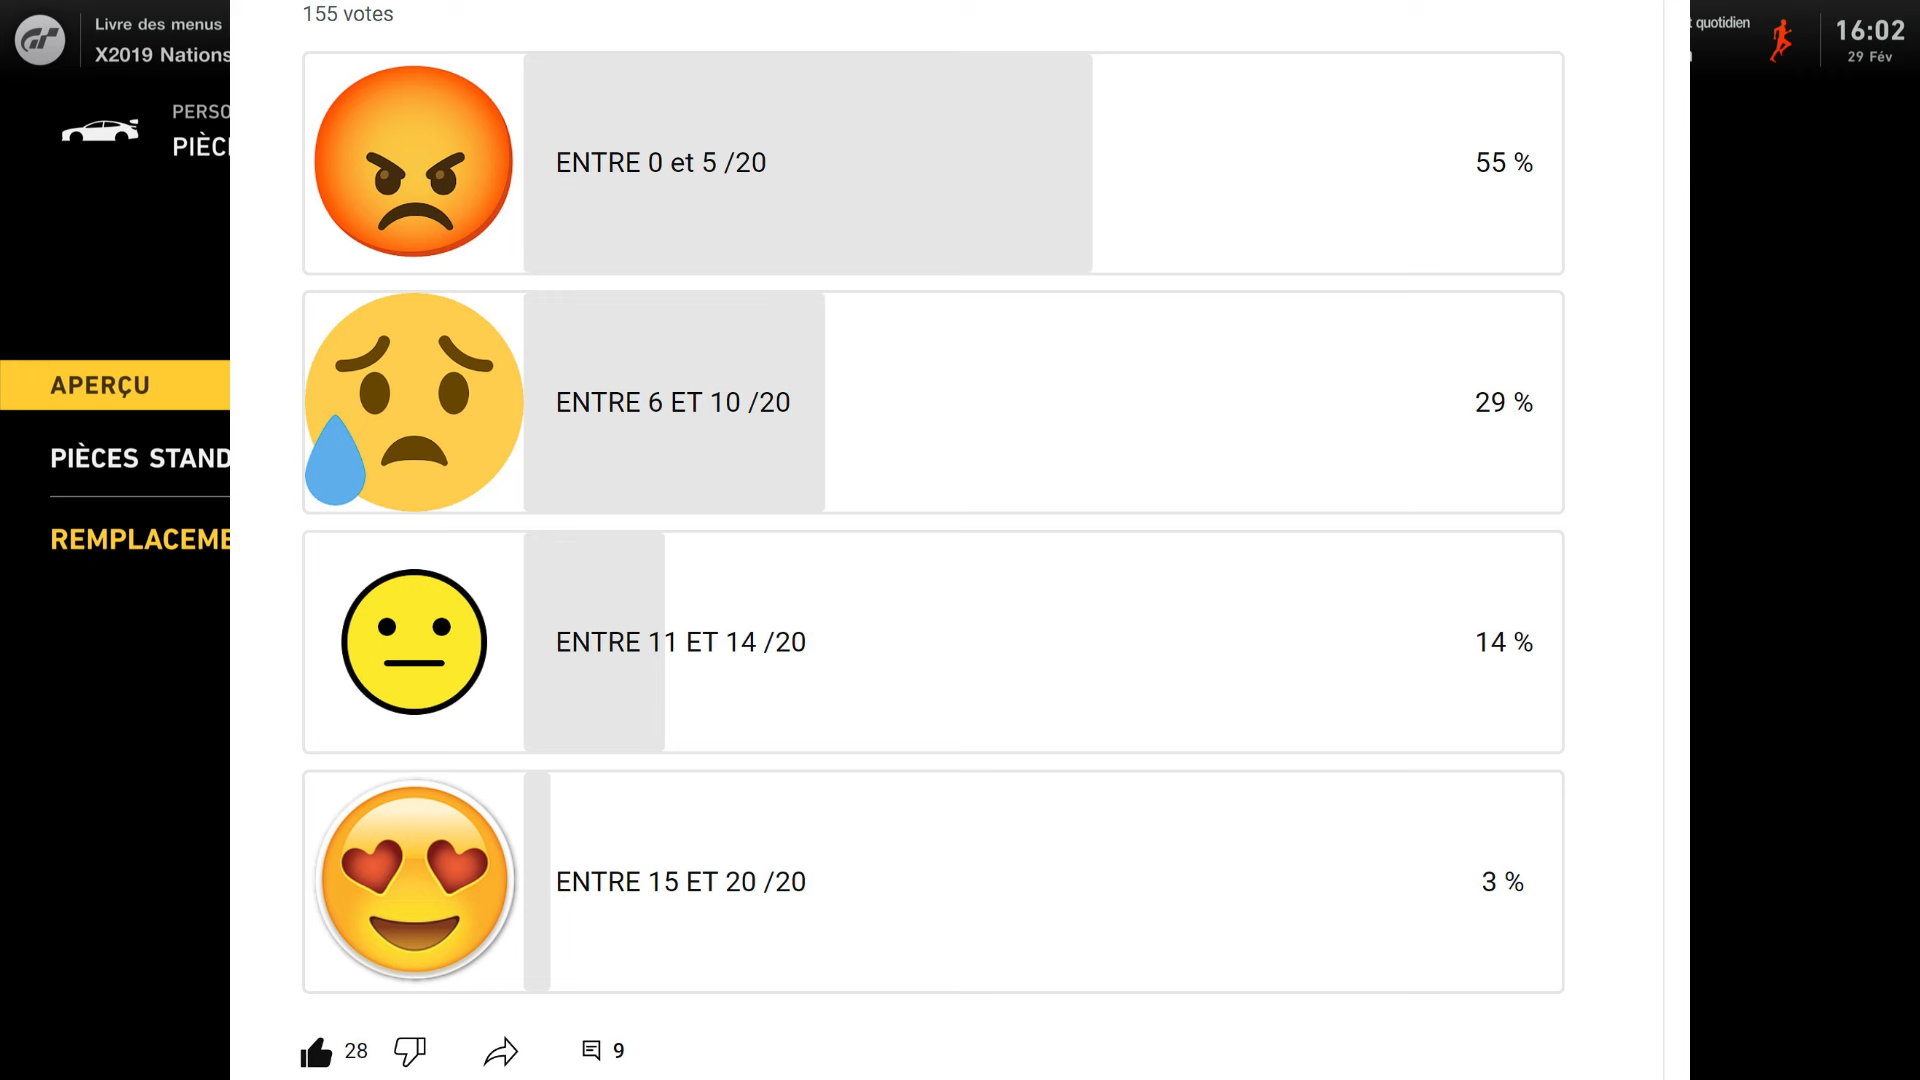 155 votes
Livre des menus
X2019 Nations
quotidien
16:02
29 Fév
PERSO
PIÈC
ENTRE 0 et 5 /20
55 %
APERÇU
ENTRE 6 ET 10 /20
29 %
PIÈCES STAND
REMPLACEME
ENTRE 11 ET 14 /20
14 %
ENTRE 15 ET 20 /20
3 %
28
9